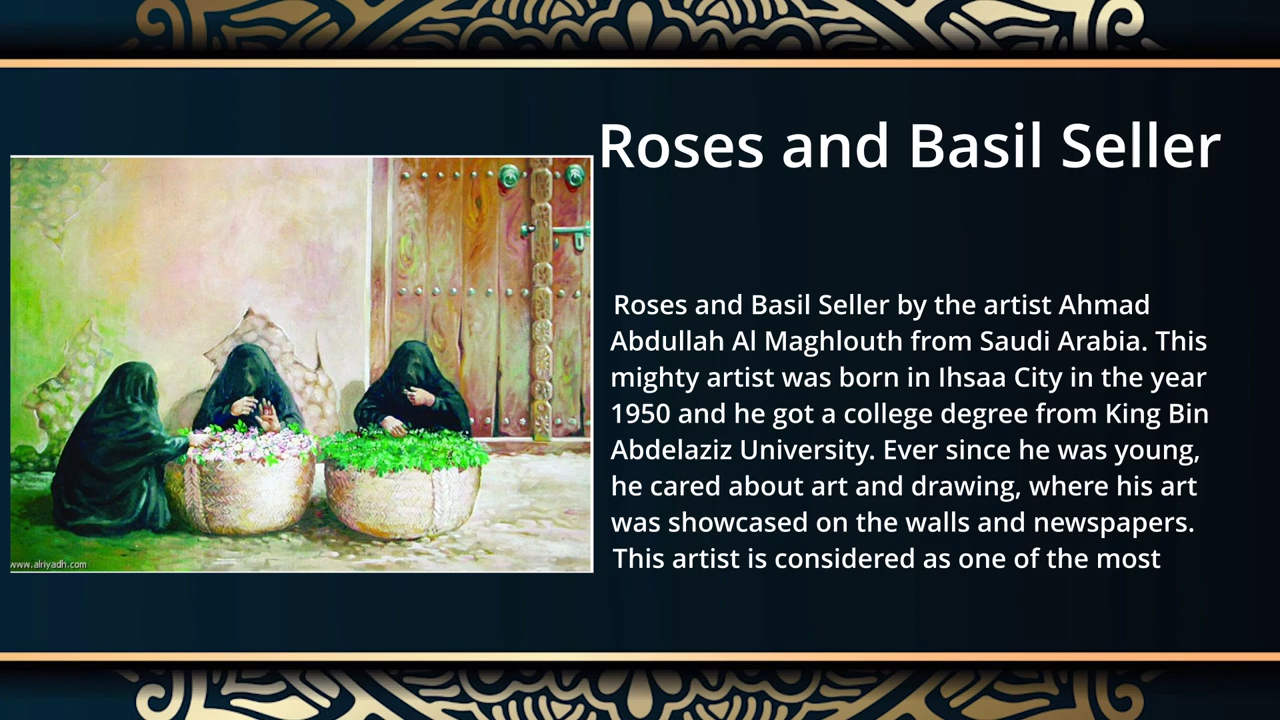 Roses and Basil Seller
Roses and Basil Seller by the artist Ahmad
Abdullah Al Maghlouth from Saudi Arabia. This
mighty artist was born in Ihsaa City in the year
1950 and he got a college degree from King Bin
Abdelaziz University. Ever since he was young,
he cared about art and drawing, where his art
was showcased on the walls and newspapers.
This artist is considered as one of the most
www.alriyadh.com